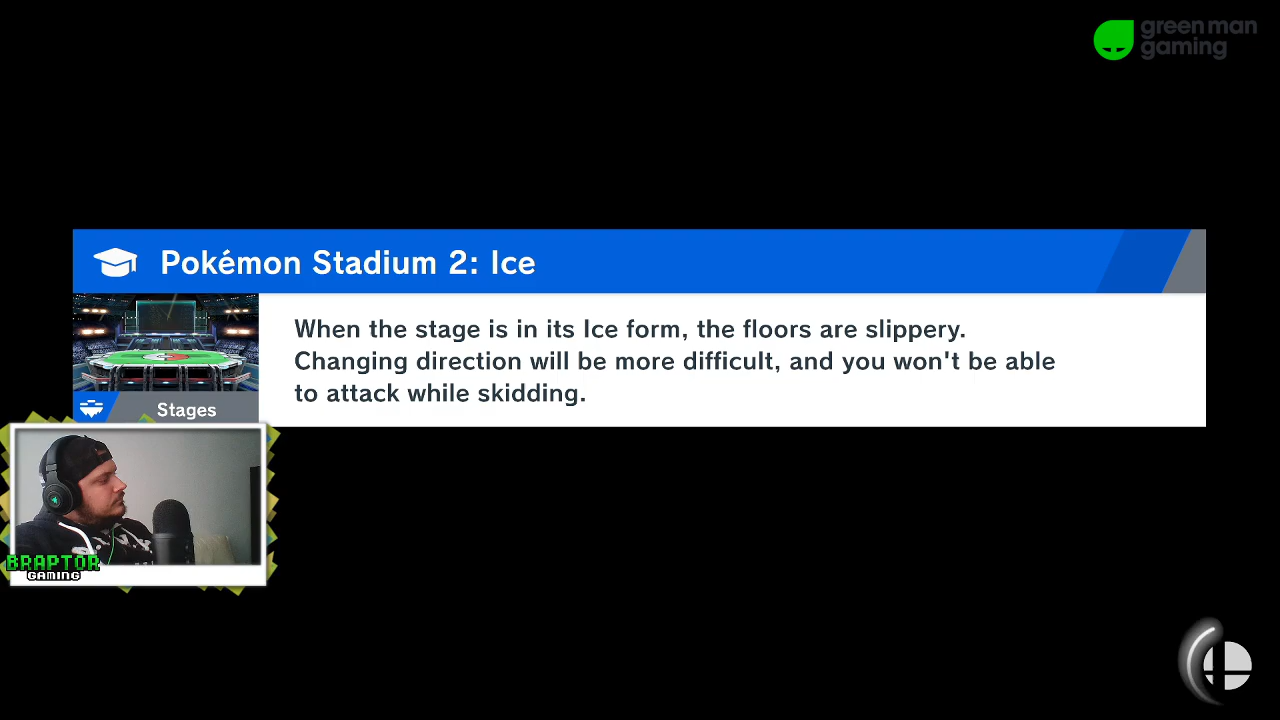 green man
gaming
Pokémon Stadium 2: Ice
When the stage is in its Ice form, the floors are slippery.
Changing direction will be more difficult, and you won't be able
to attack while skidding.
Stages
BRAPTOR
GAMING